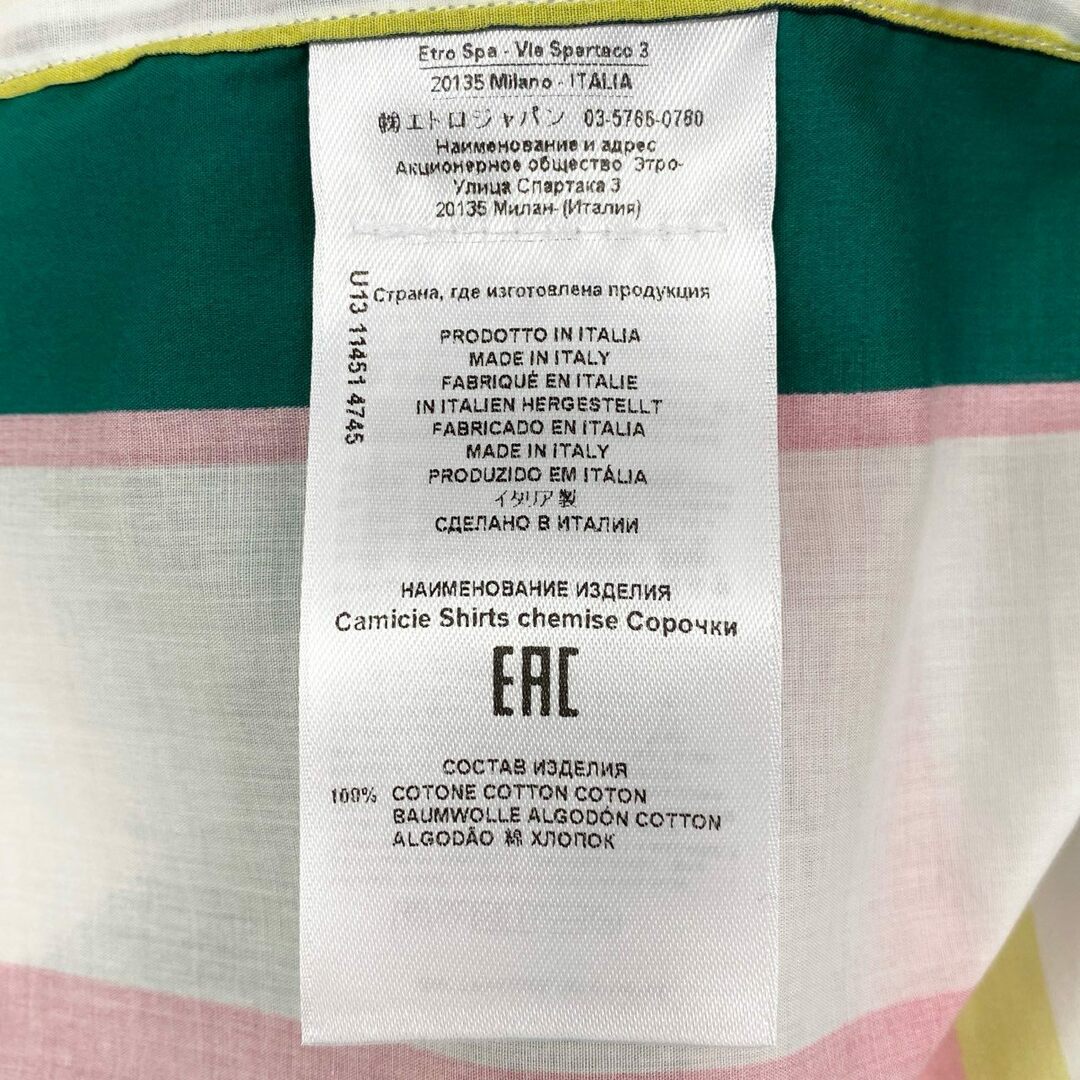 Etro Spa - Via Spartaco 3
20135 Milano - ITALIA
㈱エトロジャパン 03-5766-0780
Наименование и адрес
Акционерное общество Этро-
Улица Спартака 3
20135 Милан- (Италия)
U13 11451 4745
Страна, где изготовлена продукция
PRODOTTO IN ITALIA
MADE IN ITALY
FABRIQUÉ EN ITALIE
IN ITALIEN HERGESTELLT
FABRICADO EN ITALIA
MADE IN ITALY
PRODUZIDO EM ITÁLIA
イタリア製
СДЕЛАНО В ИТАЛИИ
НАИМЕНОВАНИЕ ИЗДЕЛИЯ
Camicie Shirts chemise Сорочки
EAC
СОСТАВ ИЗДЕЛИЯ
100% COTONE COTTON COTON
BAUMWOLLE ALGODÓN COTTON
ALGODÃO 綿 ХЛОПОК